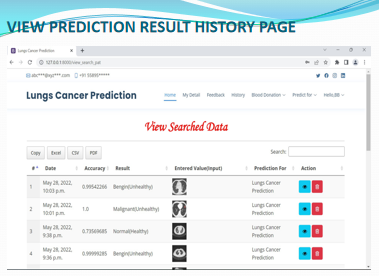 VIEW PREDICTION RESULT HISTORY PAGE
Lungs Cancer Prediction
127.0.0.1:8000/view_search_pat
abc***@xyz***.com +91 55895*****
Lungs Cancer Prediction
Home My Detail Feedback History Blood Donation Predict for Hello,BB
View Searched Data
Copy Excel CSV PDF
Search:
# Date Accuracy Result Entered Value(Input) Prediction For Action
1 May 28, 2022, 10:03 p.m. 0.99542266 Bengin(Unhealthy) Lungs Cancer Prediction
2 May 28, 2022, 10:01 p.m. 1.0 Malignant(Unhealthy) Lungs Cancer Prediction
3 May 28, 2022, 9:38 p.m. 0.73569685 Normal(Healthy) Lungs Cancer Prediction
4 May 28, 2022, 9:36 p.m. 0.99999285 Bengin(Unhealthy) Lungs Cancer Prediction